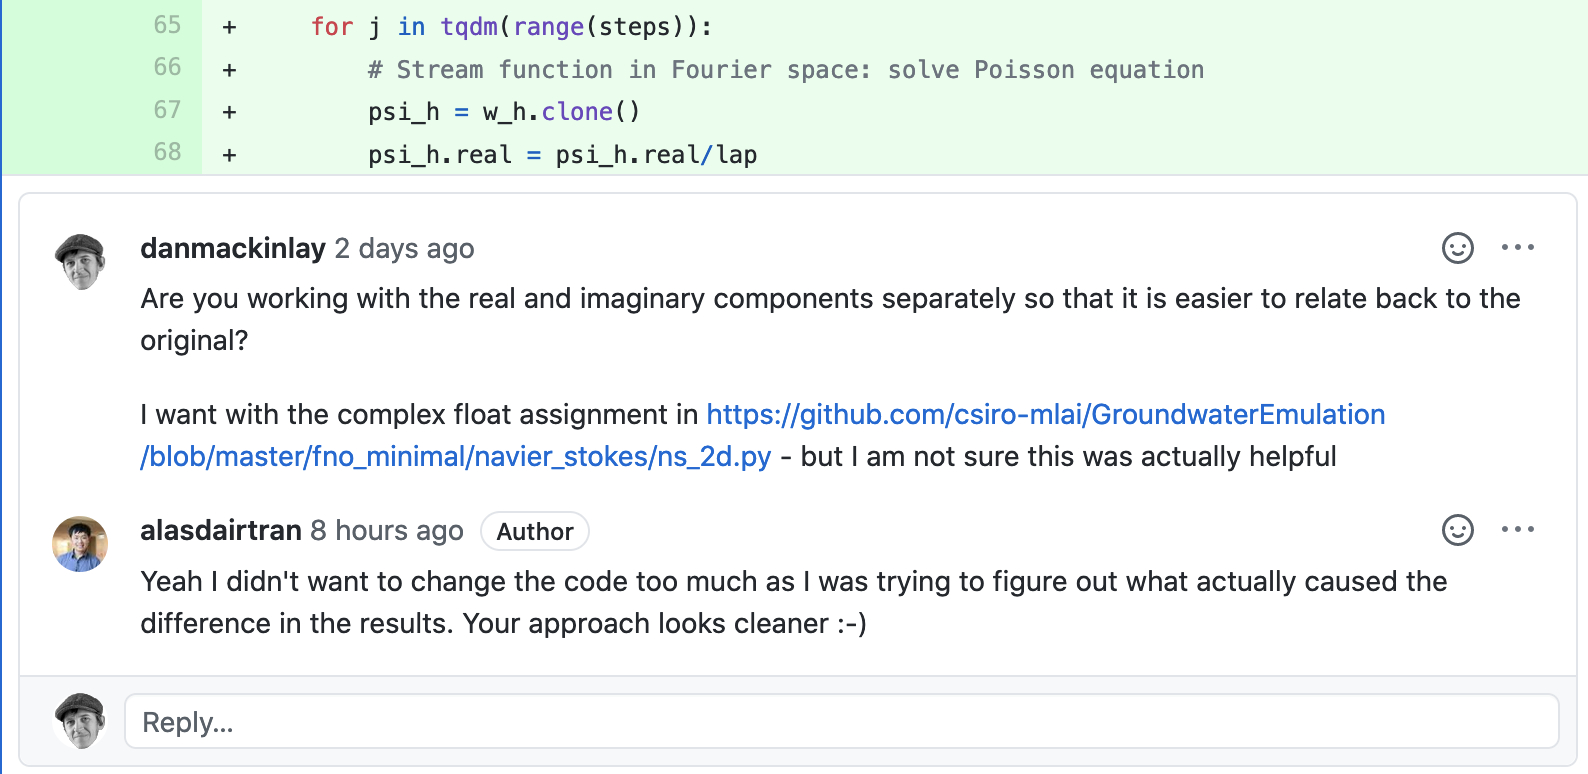 65 + for j in tqdm(range(steps)):
66 + # Stream function in Fourier space: solve Poisson equation
67 + psi_h = w_h.clone()
68 + psi_h.real = psi_h.real/lap
danmackinlay 2 days ago
Are you working with the real and imaginary components separately so that it is easier to relate back to the
original?
I want with the complex float assignment in https://github.com/csiro-mlai/GroundwaterEmulation
/blob/master/fno_minimal/navier_stokes/ns_2d.py - but I am not sure this was actually helpful
alasdairtran 8 hours ago Author
Yeah I didn't want to change the code too much as I was trying to figure out what actually caused the
difference in the results. Your approach looks cleaner :-)
Reply...